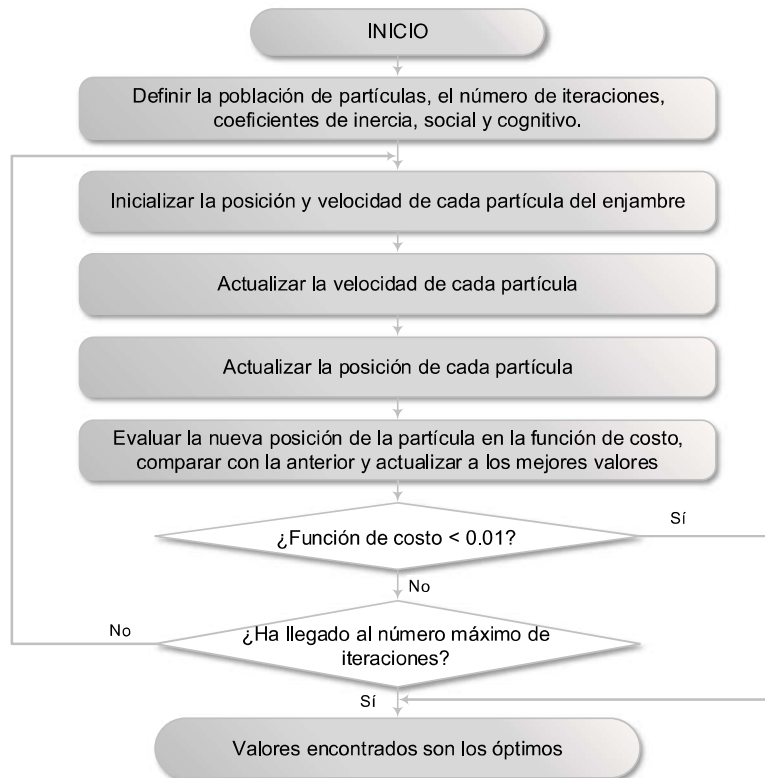 INICIO
Definir la población de partículas, el número de iteraciones,
coeficientes de inercia, social y cognitivo.
Inicializar la posición y velocidad de cada partícula del enjambre
Actualizar la velocidad de cada partícula
Actualizar la posición de cada partícula
Evaluar la nueva posición de la partícula en la función de costo,
comparar con la anterior y actualizar a los mejores valores
Sí
¿Función de costo < 0.01?
No
No
¿Ha llegado al número máximo de
iteraciones?
Sí
Valores encontrados son los óptimos